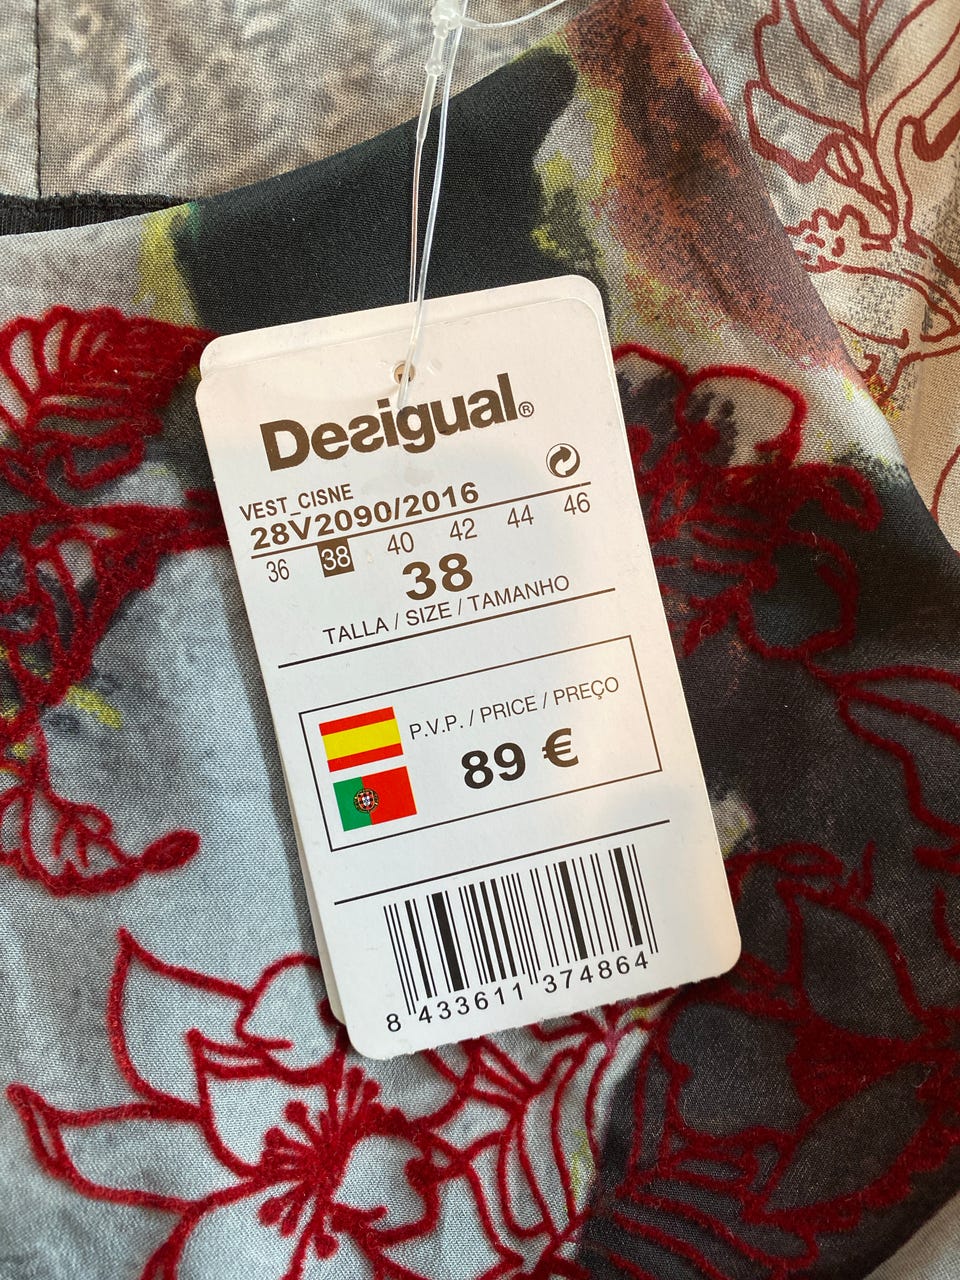 Desigual®
VEST_CISNE
28V2090/2016
36 38 40 42 44 46
38
TALLA / SIZE / TAMANHO
P.V.P. / PRICE / PREÇO
89 €
8 433611 374864